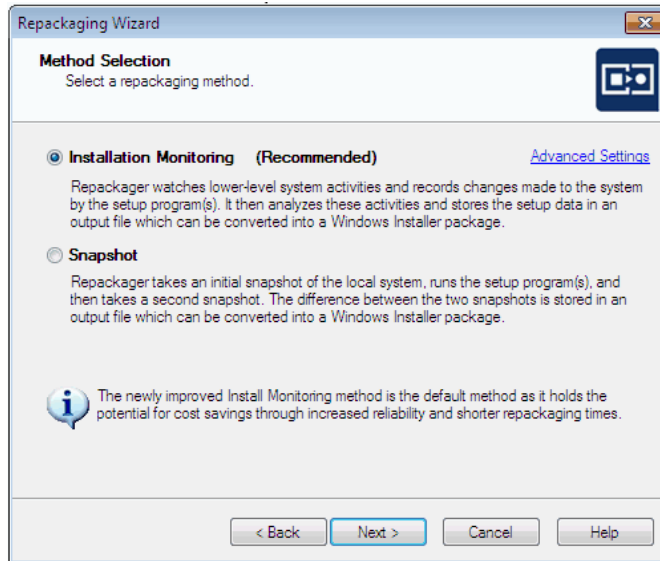 Repackaging Wizard
Method Selection
Select a repackaging method.
Installation Monitoring (Recommended) Advanced Settings
Repackager watches lower-level system activities and records changes made to the system
by the setup program(s). It then analyzes these activities and stores the setup data in an
output file which can be converted into a Windows Installer package.
Snapshot
Repackager takes an initial snapshot of the local system, runs the setup program(s), and
then takes a second snapshot. The difference between the two snapshots is stored in an
output file which can be converted into a Windows Installer package.
The newly improved Install Monitoring method is the default method as it holds the
potential for cost savings through increased reliability and shorter repackaging times.
< Back Next > Cancel Help